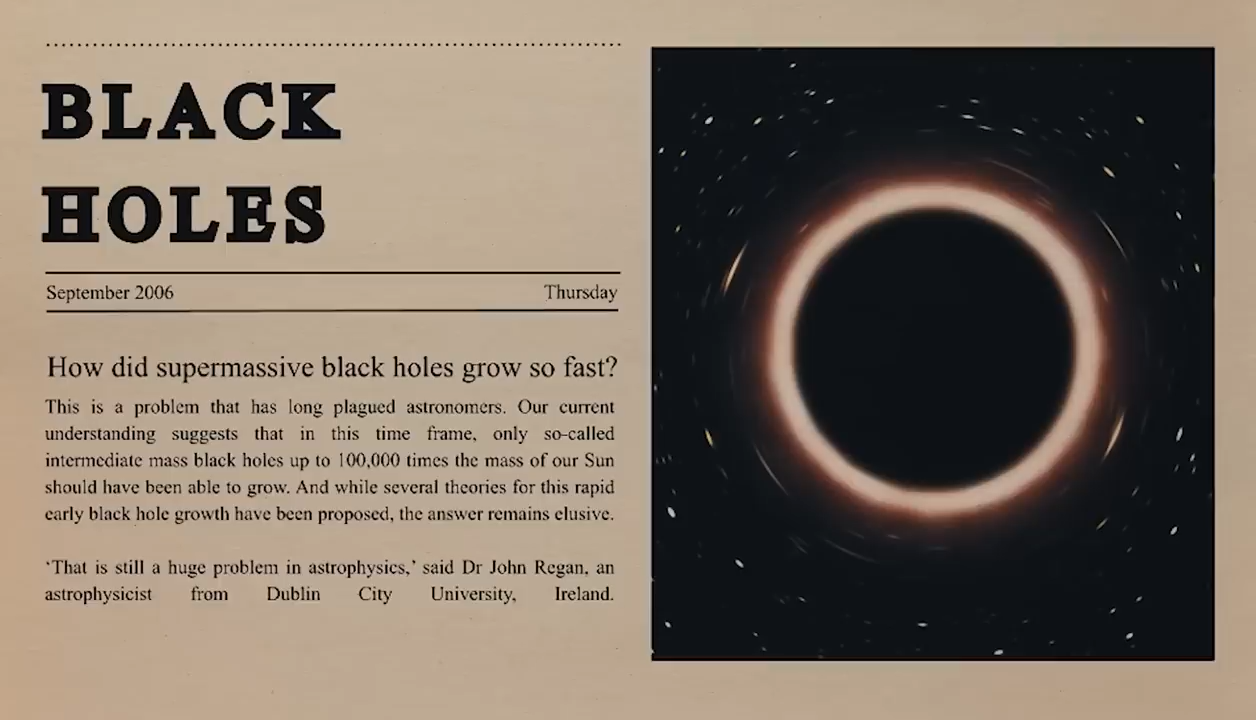 BLACK
HOLES
September 2006 Thursday
How did supermassive black holes grow so fast?
This is a problem that has long plagued astronomers. Our current
understanding suggests that in this time frame, only so-called
intermediate mass black holes up to 100,000 times the mass of our Sun
should have been able to grow. And while several theories for this rapid
early black hole growth have been proposed, the answer remains elusive.
‘That is still a huge problem in astrophysics,’ said Dr John Regan, an
astrophysicist from Dublin City University, Ireland.